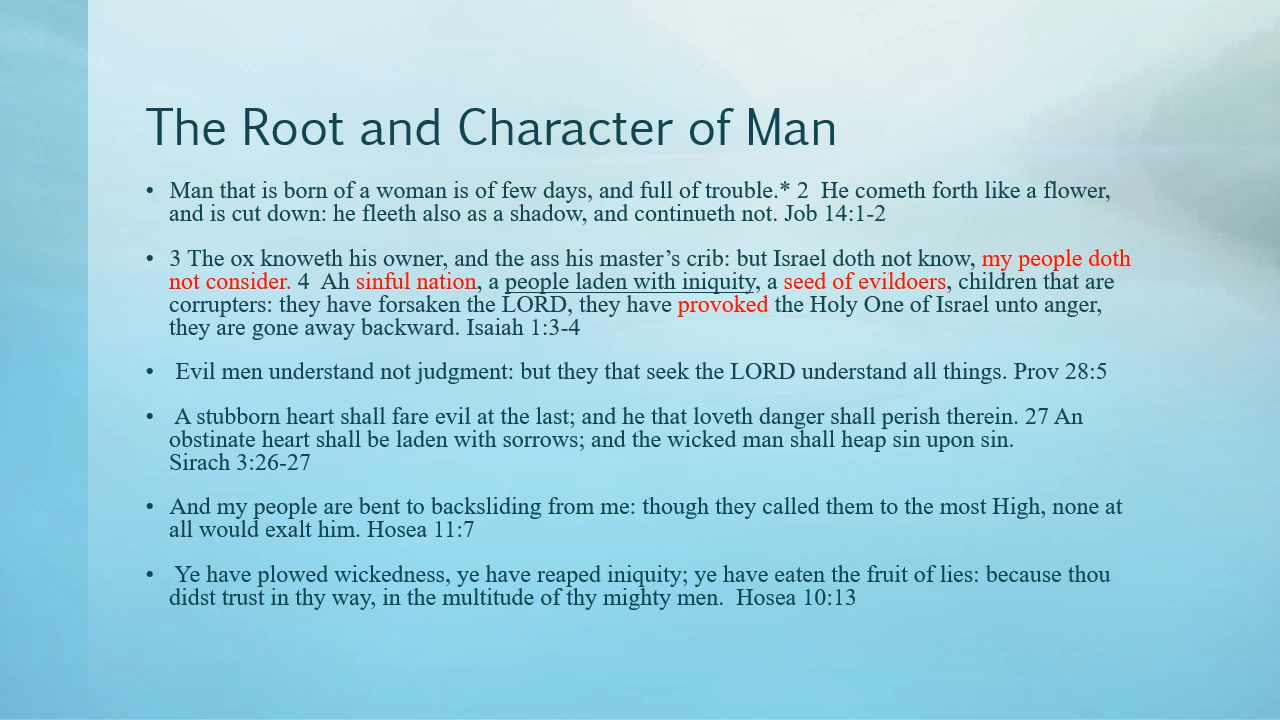 The Root and Character of Man
• Man that is born of a woman is of few days, and full of trouble.* 2  He cometh forth like a flower,
and is cut down: he fleeth also as a shadow, and continueth not. Job 14:1-2
• 3 The ox knoweth his owner, and the ass his master’s crib: but Israel doth not know, my people doth
not consider. 4  Ah sinful nation, a people laden with iniquity, a seed of evildoers, children that are
corrupters: they have forsaken the LORD, they have provoked the Holy One of Israel unto anger,
they are gone away backward. Isaiah 1:3-4
• Evil men understand not judgment: but they that seek the LORD understand all things. Prov 28:5
• A stubborn heart shall fare evil at the last; and he that loveth danger shall perish therein. 27 An
obstinate heart shall be laden with sorrows; and the wicked man shall heap sin upon sin.
Sirach 3:26-27
• And my people are bent to backsliding from me: though they called them to the most High, none at
all would exalt him. Hosea 11:7
• Ye have plowed wickedness, ye have reaped iniquity; ye have eaten the fruit of lies: because thou
didst trust in thy way, in the multitude of thy mighty men.  Hosea 10:13